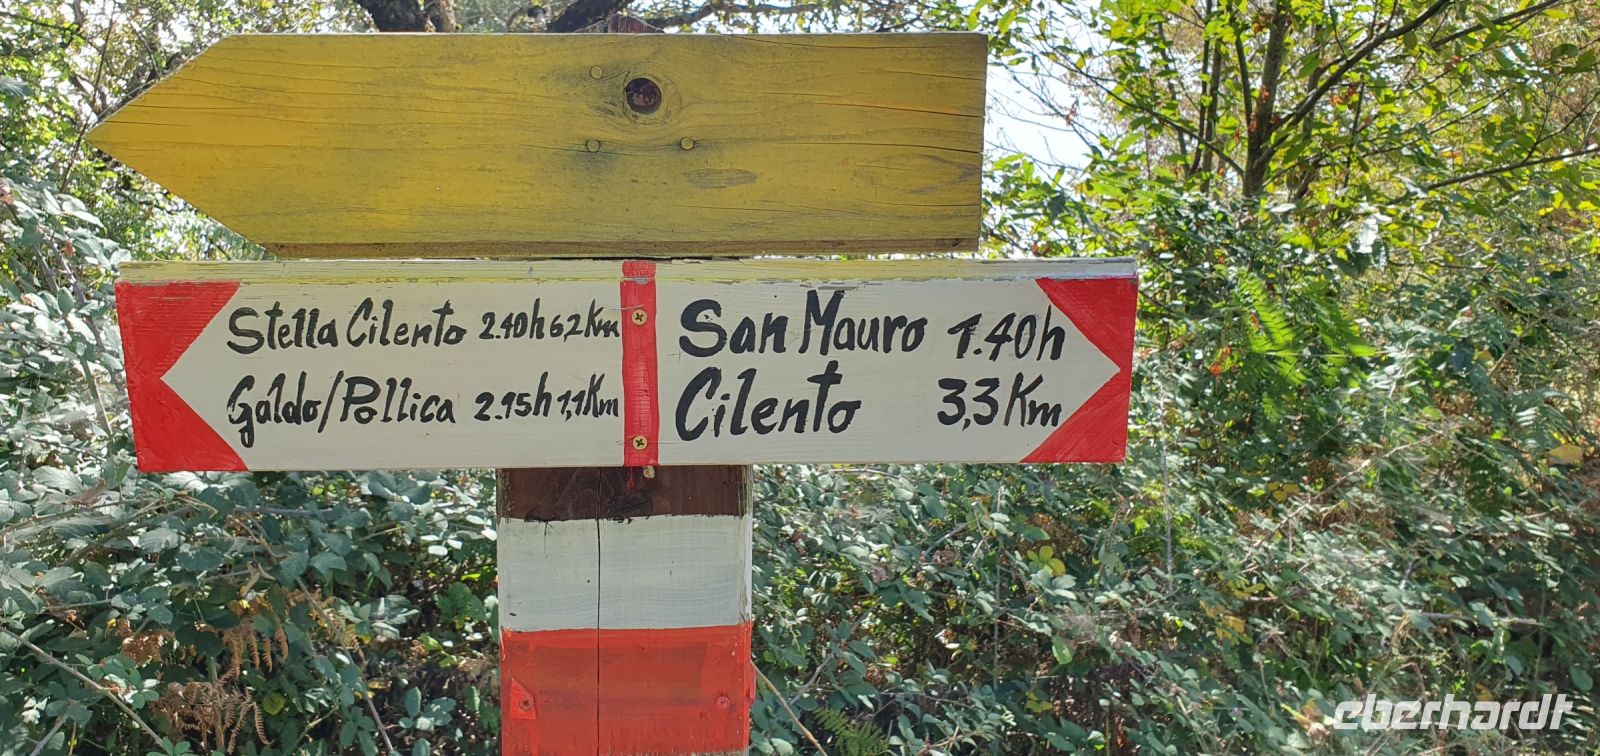 Stella Cilento 2.10h 6,2Km
Galdo/Pollica 2.15h 7,1Km
San Mauro 1.40h
Cilento 3,3Km
eberhardt